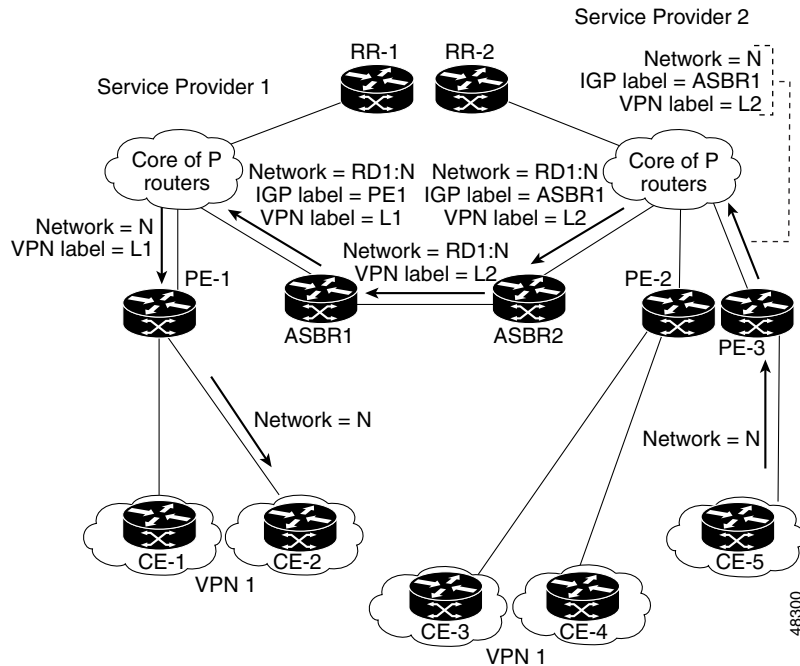 Service Provider 2
RR-1
RR-2
Service Provider 1
Network = N
IGP label = ASBR1
VPN label = L2
Core of P
routers
Network = RD1:N
IGP label = PE1
VPN label = L1
Network = RD1:N
IGP label = ASBR1
VPN label = L2
Core of P
routers
Network = N
VPN label = L1
Network = RD1:N
VPN label = L2
PE-1
ASBR1
ASBR2
PE-2
PE-3
Network = N
Network = N
CE-1
CE-2
VPN 1
CE-5
CE-3
CE-4
VPN 1
48300